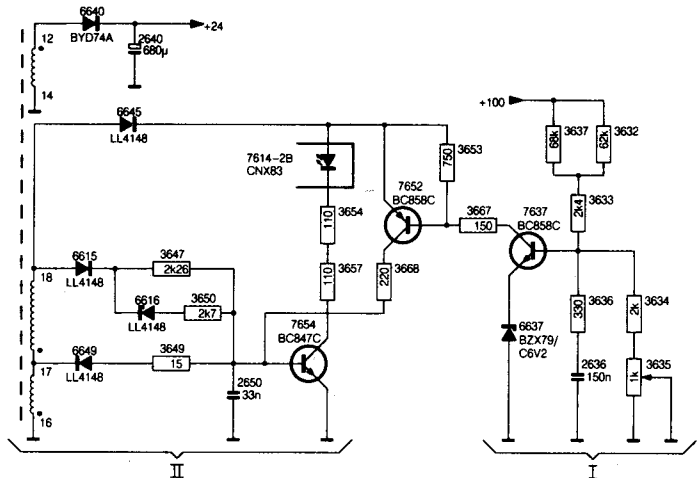 6640
BYD74A
+24
12
2640
680µ
14
6645
LL4148
+100
68k
3637
62k
3632
7614-2B
CNX83
750
3653
7652
BC858C
3667
150
7637
BC858C
2k4
3633
110
3654
110
3657
220
3668
18
6615
LL4148
3647
2k26
6616
LL4148
3650
2k7
330
3636
2k
3634
6637
BZX79/
C6V2
7654
BC847C
17
6649
LL4148
3649
15
2650
33n
2636
150n
1k
3635
16
II
I